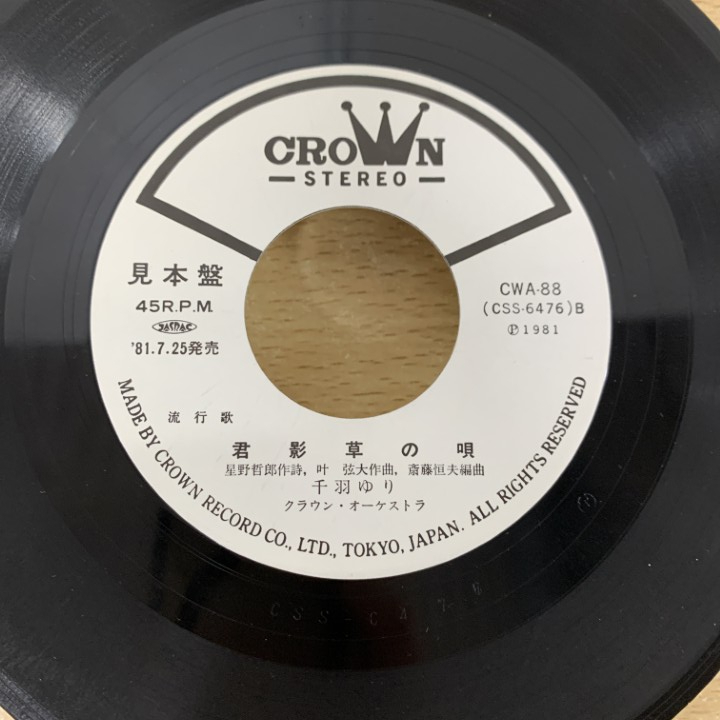 CROWN
STEREO
見本盤
45R.P.M.
JASRAC
'81.7.25発売
CWA-88
(CSS-6476)B
Ⓟ1981
流行歌
君影草の唄
星野哲郎作詩, 叶 弦大作曲, 斎藤恒夫編曲
千羽ゆり
クラウン・オーケストラ
MADE BY CROWN RECORD CO., LTD., TOKYO, JAPAN. ALL RIGHTS RESERVED